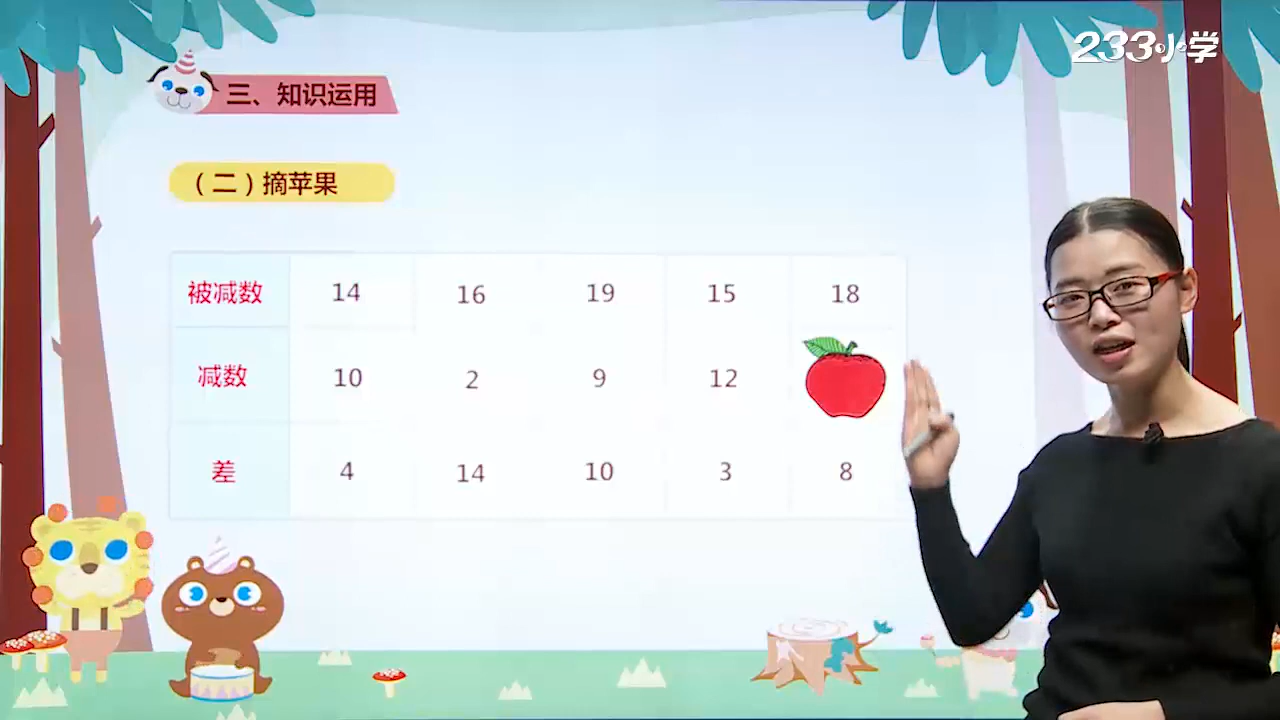 233小学
三、知识运用
（二）摘苹果
被减数 14 16 19 15 18
减数 10 2 9 12
差 4 14 10 3 8